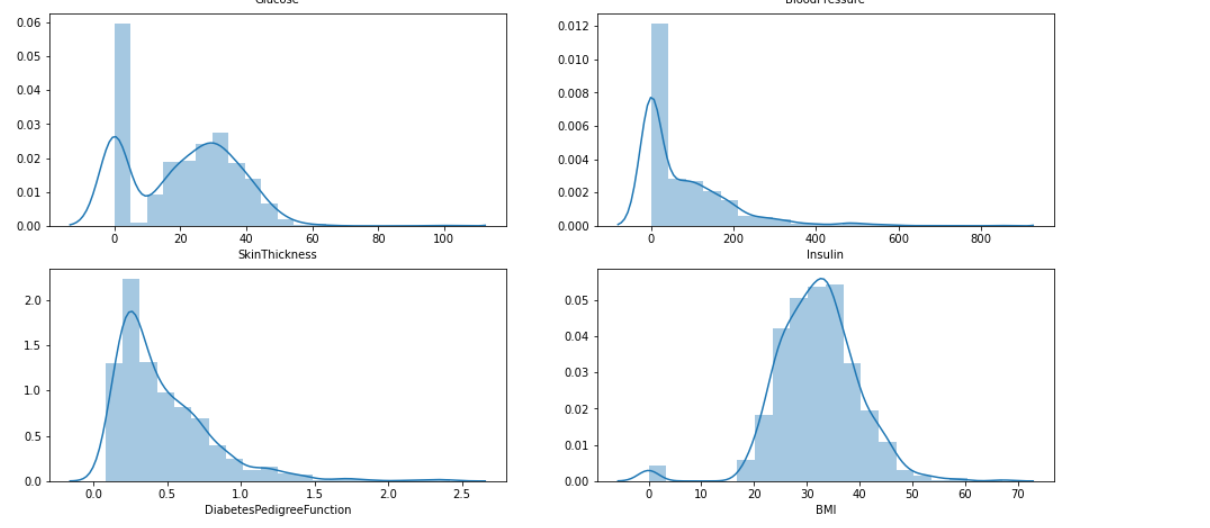 Glucose
BloodPressure
0.06
0.05
0.04
0.03
0.02
0.01
0.00
0 20 40 60 80 100
SkinThickness
0.012
0.010
0.008
0.006
0.004
0.002
0.000
0 200 400 600 800
Insulin
2.0
1.5
1.0
0.5
0.0
0.0 0.5 1.0 1.5 2.0 2.5
DiabetesPedigreeFunction
0.05
0.04
0.03
0.02
0.01
0.00
0 10 20 30 40 50 60 70
BMI